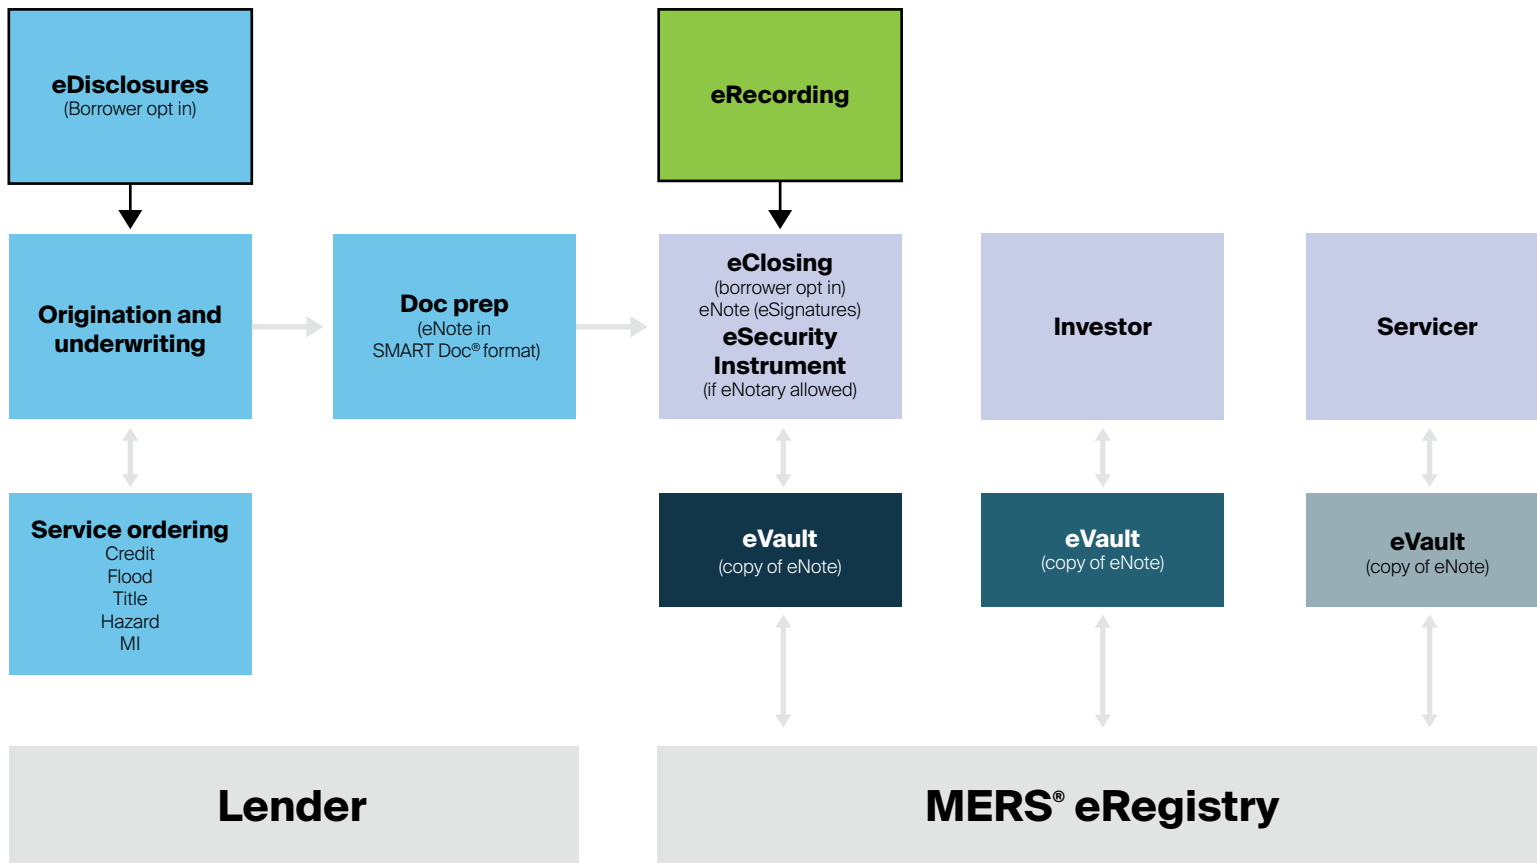 eDisclosures
(Borrower opt in)
eRecording
Origination and
underwriting
Doc prep
(eNote in
SMART Doc® format)
eClosing
(borrower opt in)
eNote (eSignatures)
eSecurity
Instrument
(if eNotary allowed)
Investor
Servicer
Service ordering
Credit
Flood
Title
Hazard
MI
eVault
(copy of eNote)
eVault
(copy of eNote)
eVault
(copy of eNote)
Lender
MERS® eRegistry